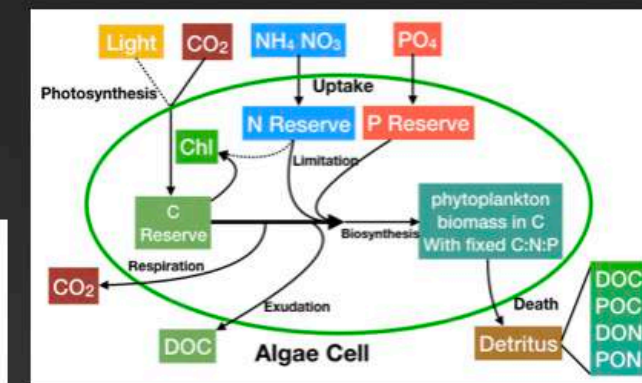 Light
CO₂
NH₄ NO₃
PO₄
Photosynthesis
Uptake
N Reserve
P Reserve
Chl
Limitation
C
Reserve
phytoplankton
biomass in C
With fixed C:N:P
Biosynthesis
Respiration
CO₂
Exudation
Death
DOC
Algae Cell
Detritus
DOC
POC
DON
PON